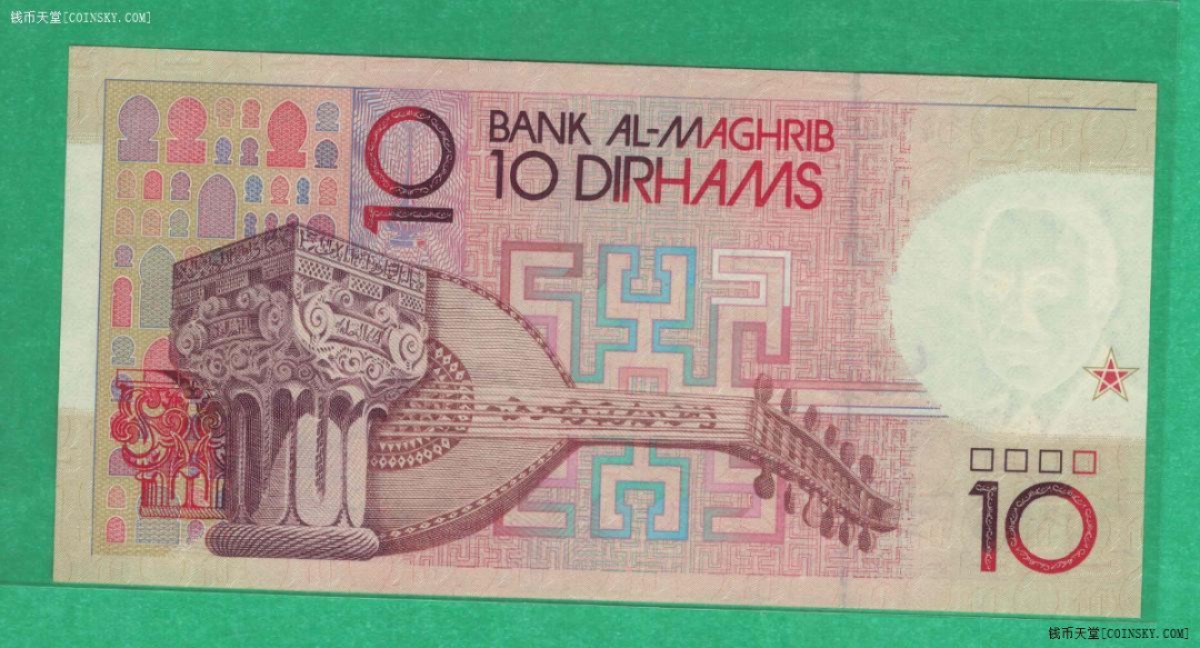 钱币天堂[COINSKY.COM]
10
BANK AL-MAGHRIB
10 DIRHAMS
10
钱币天堂[COINSKY.COM]